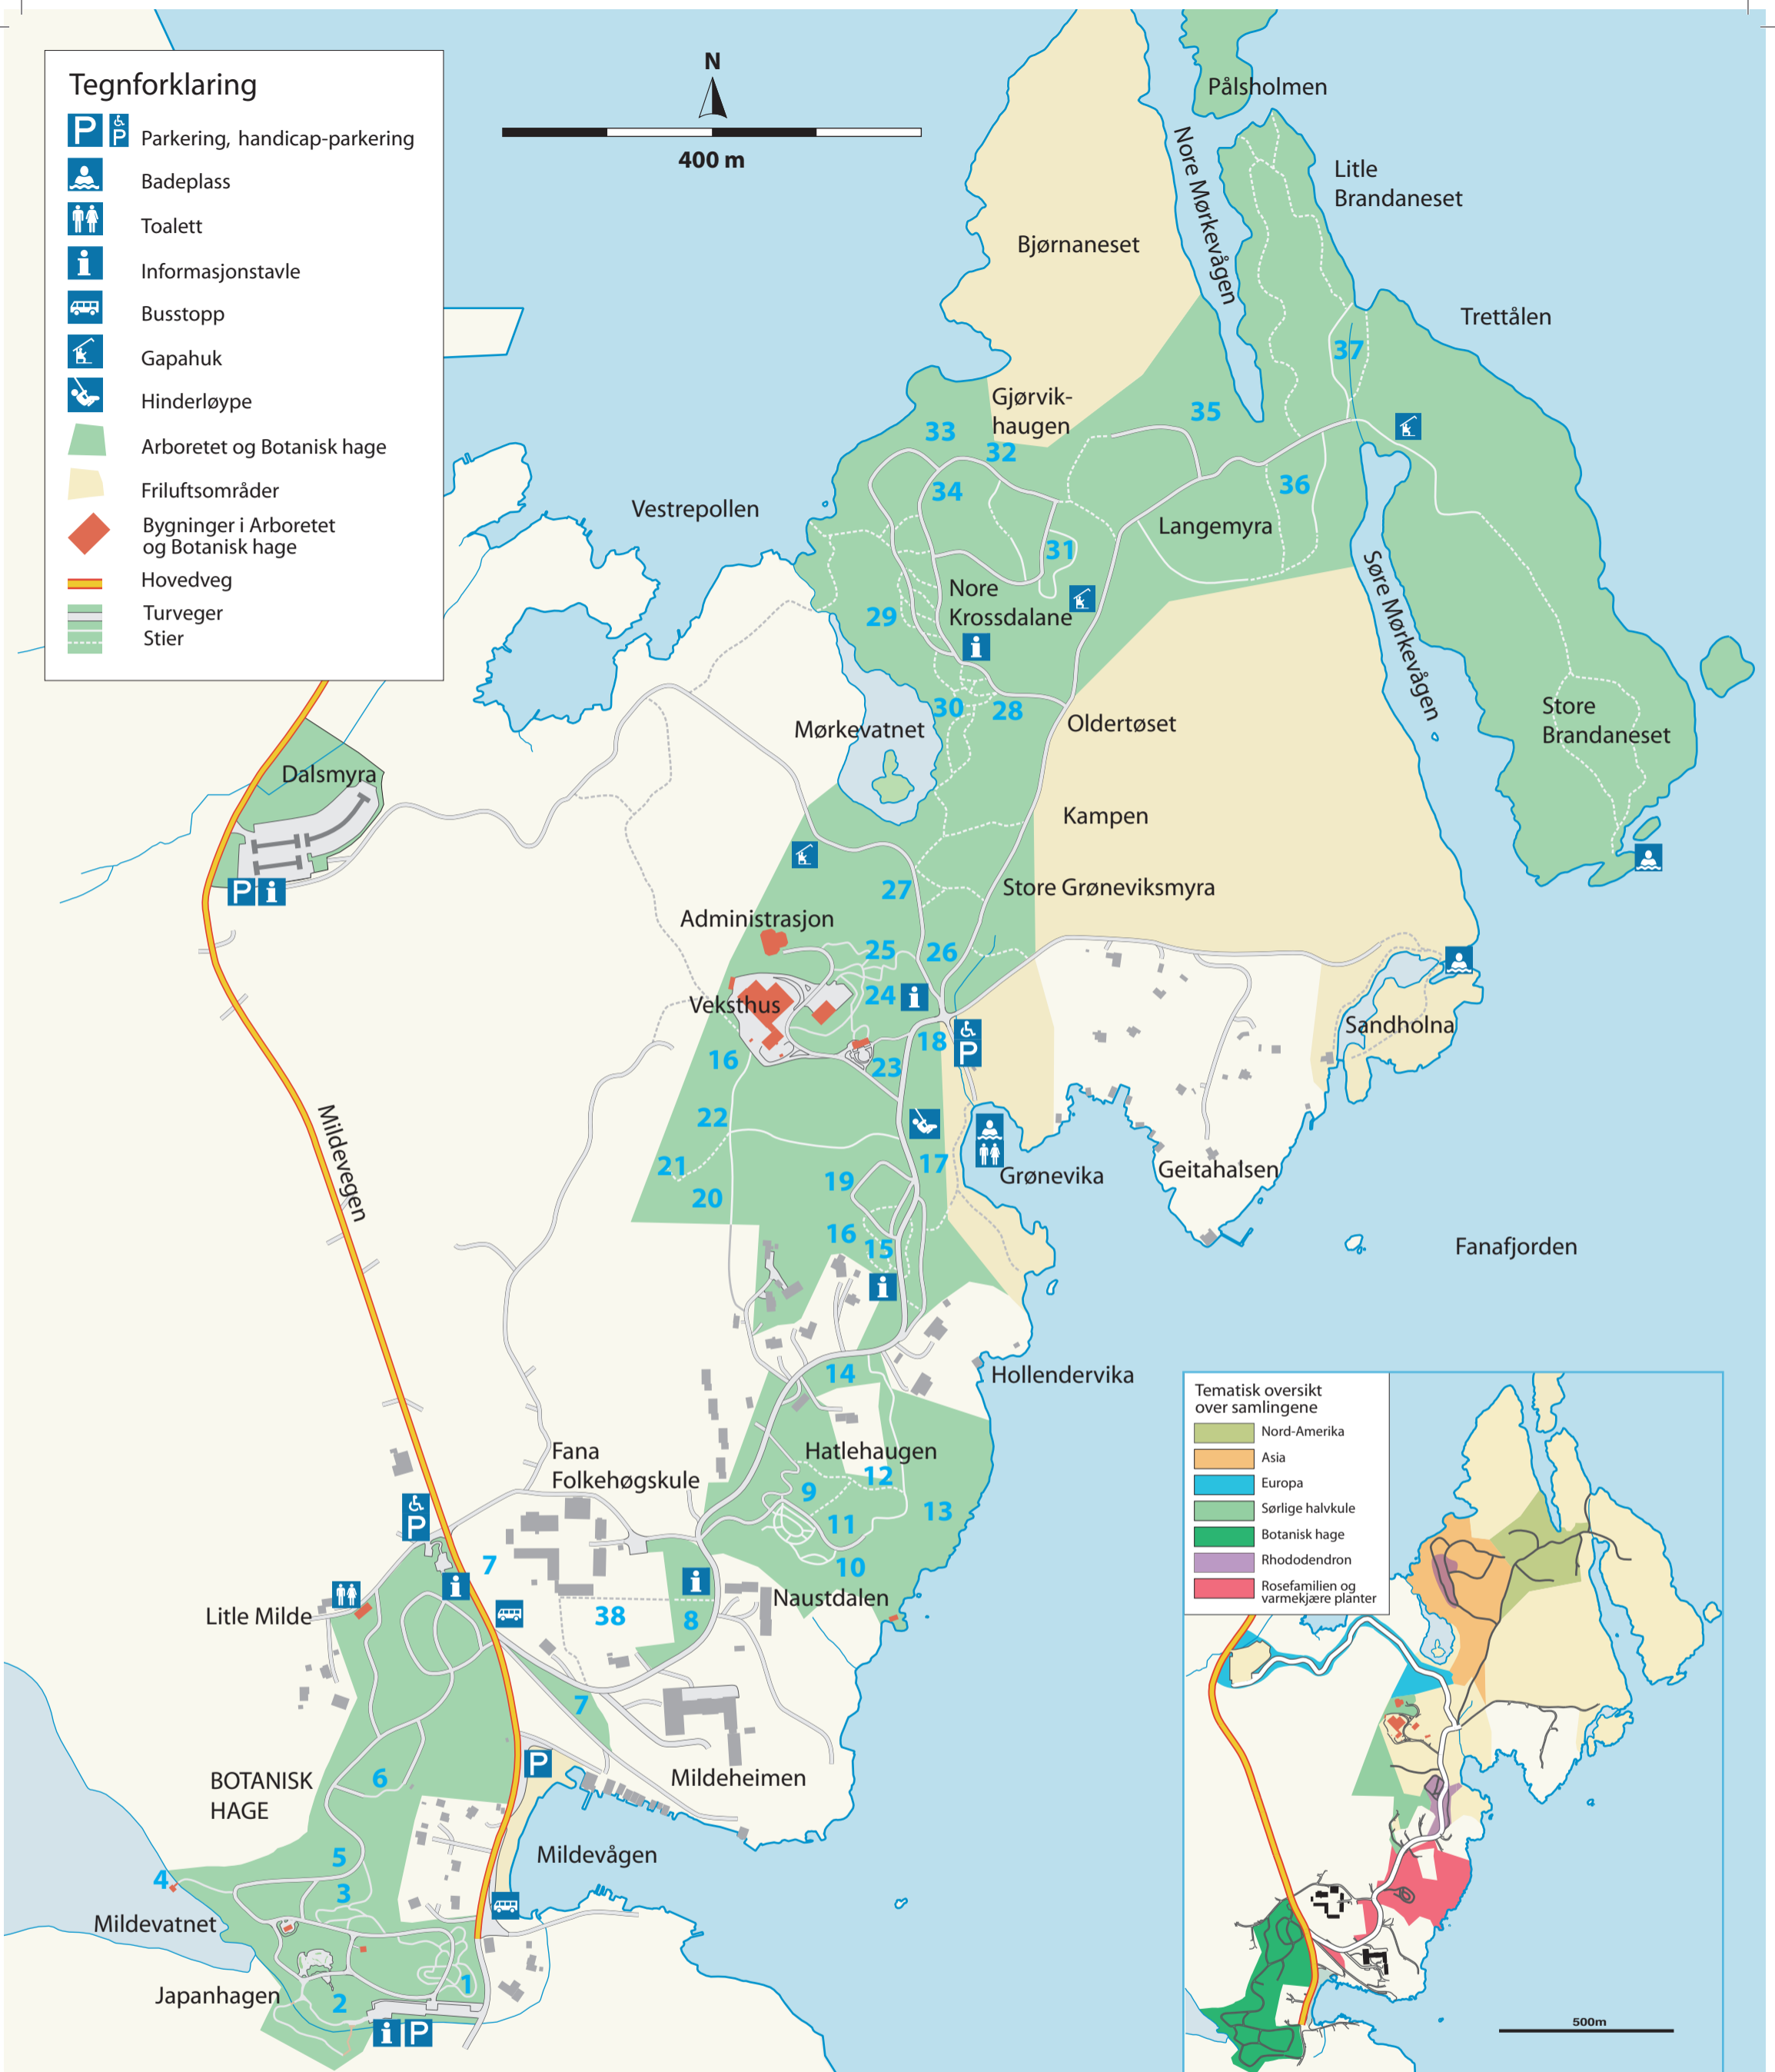 Tegnforklaring
P P Parkering, handicap-parkering
Badeplass
Toalett
i Informasjonstavle
Busstopp
Gapahuk
Hinderløype
Arboretet og Botanisk hage
Friluftsområder
Bygninger i Arboretet
og Botanisk hage
Hovedveg
Turveger
Stier
N
400 m
Pålsholmen
Nore Mørkevågen
Litle
Brandaneset
Bjørnaneset
Trettålen
37
Gjørvik-
haugen
35
33
32
34
36
Vestrepollen
Langemyra
31
Nore
Krossdalane
29
i
Søre Mørkevågen
30
28
Store
Brandaneset
Oldertøset
Mørkevatnet
Dalsmyra
Kampen
P i
27
Store Grøneviksmyra
Administrasjon
25
26
24
i
Veksthus
Sandholna
18
P
16
23
22
Mildevegen
17
21
Grønevika
Geitahalsen
19
20
16
15
Fanafjorden
i
14
Hollendervika
Fana
Folkehøgskule
Hatlehaugen
12
9
13
11
P
7
10
i
i
Naustdalen
Litle Milde
38
8
7
P
BOTANISK
HAGE
6
Mildeheimen
5
Mildevågen
4
3
Mildevatnet
1
Japanhagen
2
i P
Tematisk oversikt
over samlingene
Nord-Amerika
Asia
Europa
Sørlige halvkule
Botanisk hage
Rhododendron
Rosefamilien og
varmekjære planter
500m